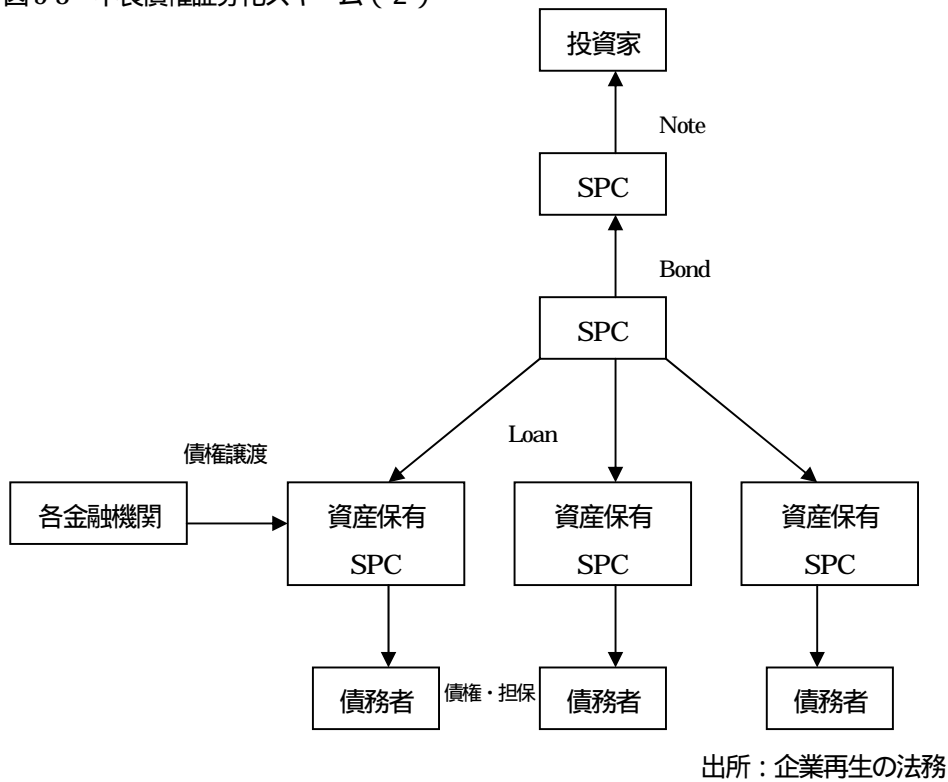 投資家
Note
SPC
Bond
SPC
Loan
債権譲渡
各金融機関
資産保有
SPC
資産保有
SPC
資産保有
SPC
債務者
債権・担保
債務者
債務者
出所:企業再生の法務